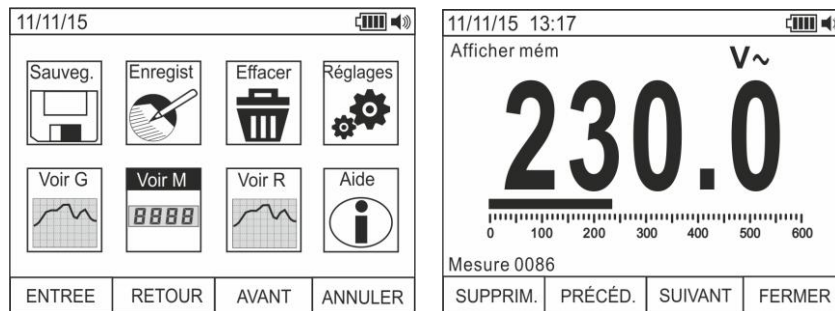 11/11/15
Sauveg. Enregist Effacer Réglages
Voir G Voir M Voir R Aide
8888
ENTREE RETOUR AVANT ANNULER
11/11/15 13:17
Afficher mém
V~
230.0
0 100 200 300 400 500 600
Mesure 0086
SUPPRIM. PRÉCÉD. SUIVANT FERMER